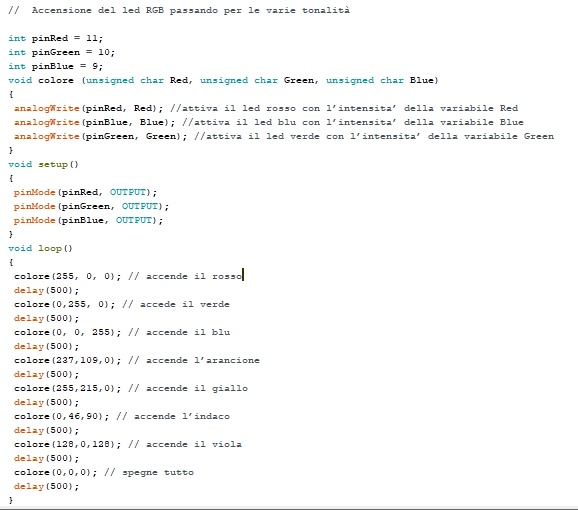 //  Accensione del led RGB passando per le varie tonalità
int pinRed = 11;
int pinGreen = 10;
int pinBlue = 9;
void colore (unsigned char Red, unsigned char Green, unsigned char Blue)
{
analogWrite(pinRed, Red); //attiva il led rosso con l’intensita’ della variabile Red
analogWrite(pinBlue, Blue); //attiva il led blu con l’intensita’ della variabile Blue
analogWrite(pinGreen, Green); //attiva il led verde con l’intensita’ della variabile Green
}
void setup()
{
pinMode(pinRed, OUTPUT);
pinMode(pinGreen, OUTPUT);
pinMode(pinBlue, OUTPUT);
}
void loop()
{
colore(255, 0, 0); // accende il rosso
delay(500);
colore(0,255, 0); // accede il verde
delay(500);
colore(0, 0, 255); // accende il blu
delay(500);
colore(237,109,0); // accende l’arancione
delay(500);
colore(255,215,0); // accende il giallo
delay(500);
colore(0,46,90); // accende l’indaco
delay(500);
colore(128,0,128); // accende il viola
delay(500);
colore(0,0,0); // spegne tutto
delay(500);
}